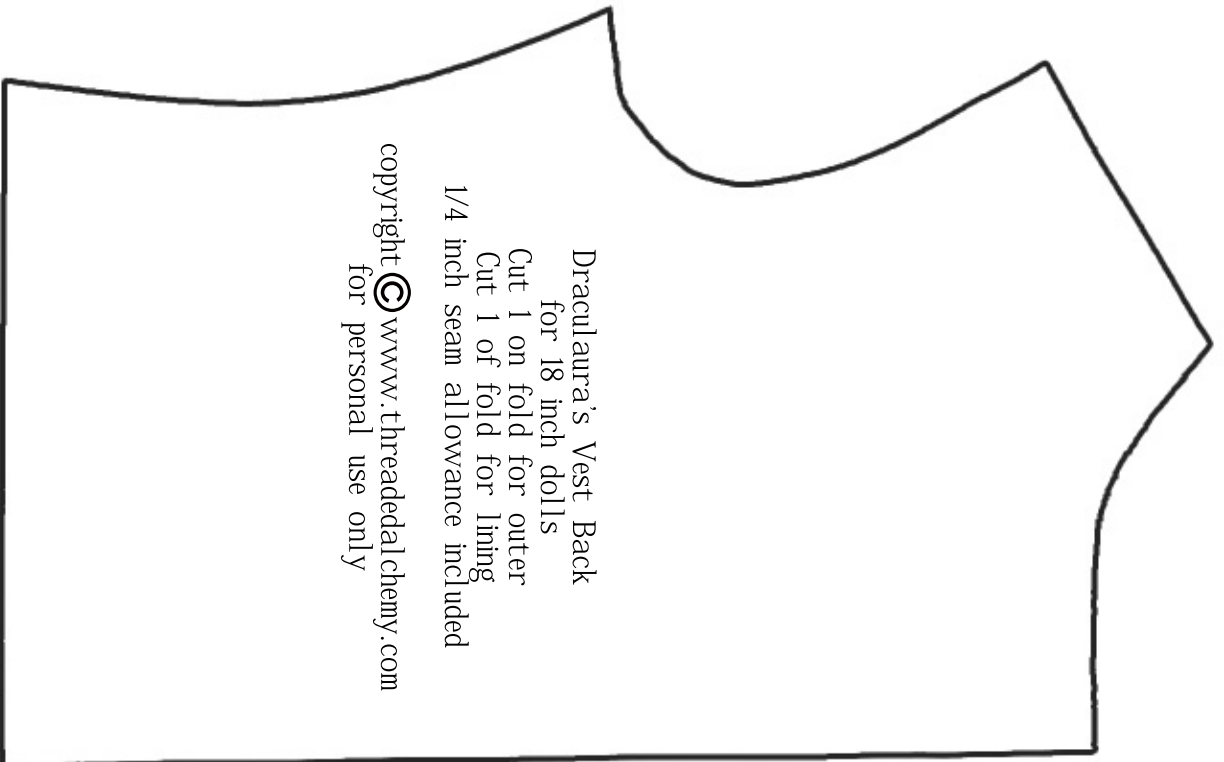 Draculaura's Vest Back
for 18 inch dolls
Cut 1 on fold for outer
Cut 1 of fold for lining
1/4 inch seam allowance included
copyright © www.threadedalchemy.com
for personal use only